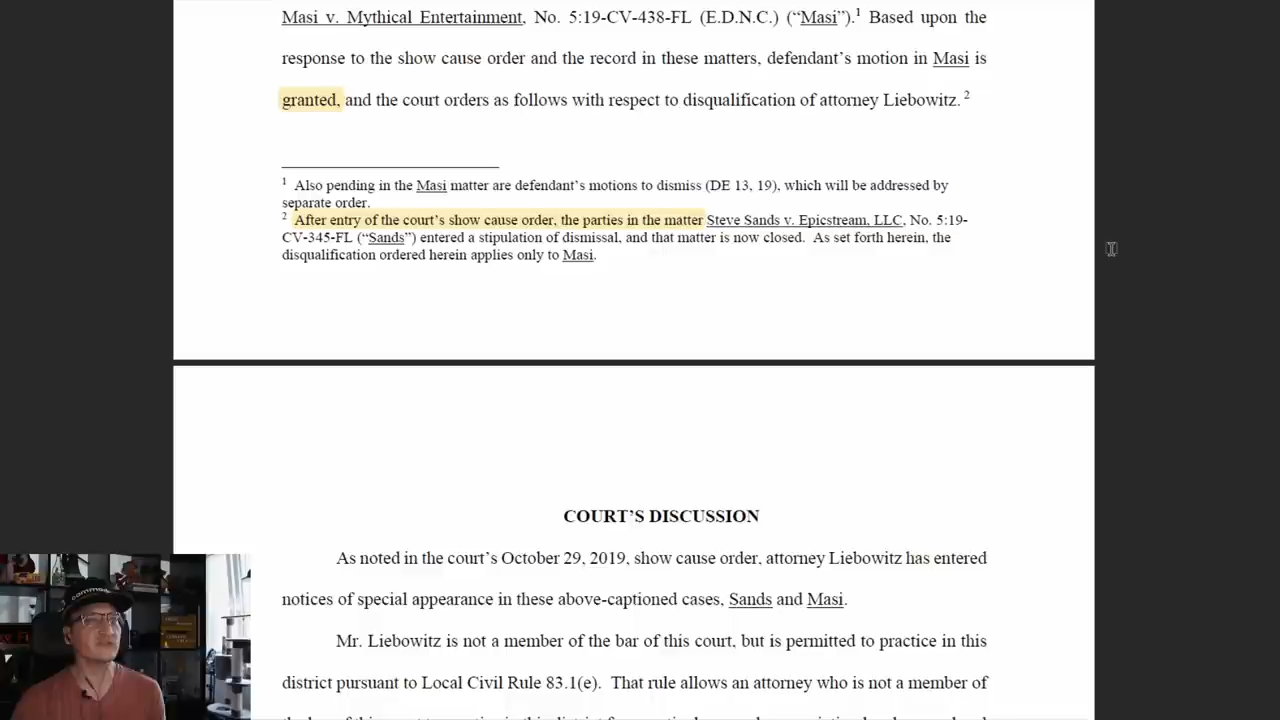 Masi v. Mythical Entertainment, No. 5:19-CV-438-FL (E.D.N.C.) (“Masi”).1 Based upon the
response to the show cause order and the record in these matters, defendant’s motion in Masi is
granted, and the court orders as follows with respect to disqualification of attorney Liebowitz. 2
1 Also pending in the Masi matter are defendant’s motions to dismiss (DE 13, 19), which will be addressed by
separate order.
2 After entry of the court’s show cause order, the parties in the matter Steve Sands v. Epicstream, LLC, No. 5:19-
CV-345-FL (“Sands”) entered a stipulation of dismissal, and that matter is now closed. As set forth herein, the
disqualification ordered herein applies only to Masi.
COURT’S DISCUSSION
As noted in the court’s October 29, 2019, show cause order, attorney Liebowitz has entered
notices of special appearance in these above-captioned cases, Sands and Masi.
Mr. Liebowitz is not a member of the bar of this court, but is permitted to practice in this
district pursuant to Local Civil Rule 83.1(e). That rule allows an attorney who is not a member of